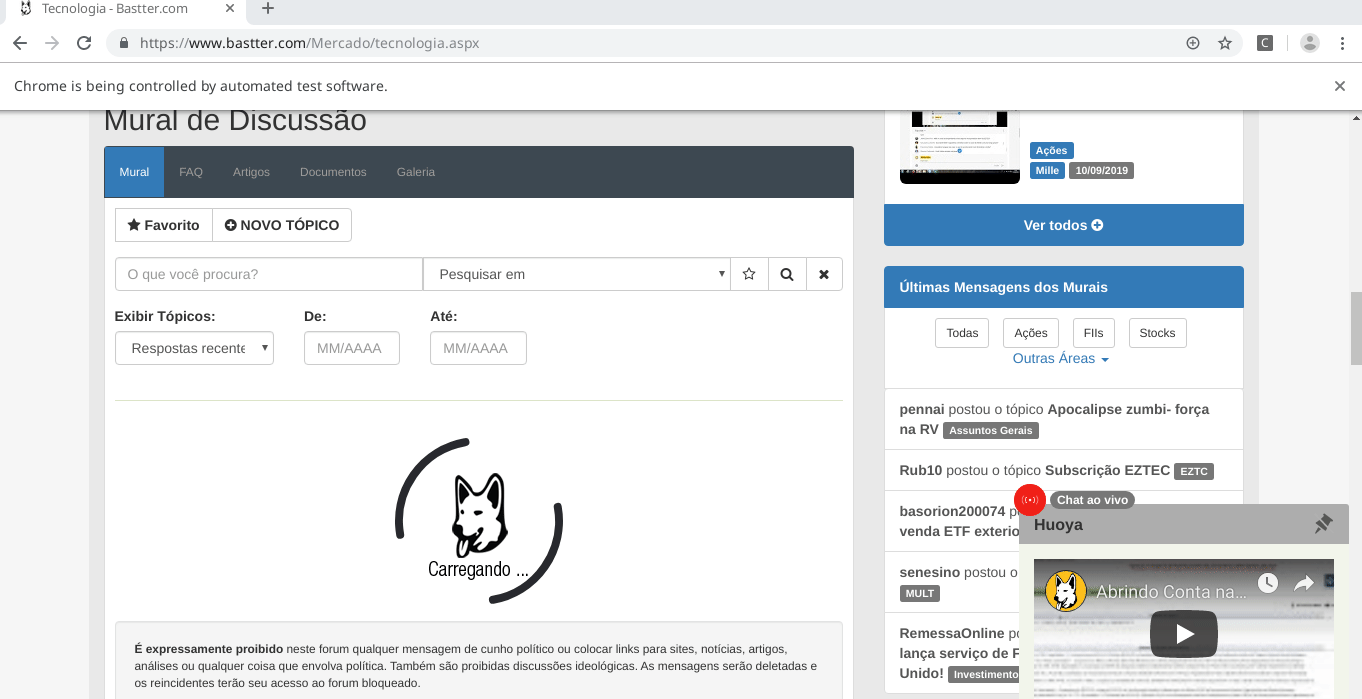 Tecnologia - Bastter.com
https://www.bastter.com/Mercado/tecnologia.aspx
C
Chrome is being controlled by automated test software.
Mural de Discussão
Mural FAQ Artigos Documentos Galeria
Favorito NOVO TÓPICO
O que você procura? Pesquisar em
Exibir Tópicos: De: Até:
Respostas recente MM/AAAA MM/AAAA
Carregando ...
É expressamente proibido neste forum qualquer mensagem de cunho político ou colocar links para sites, notícias, artigos,
análises ou qualquer coisa que envolva política. Também são proibidas discussões ideológicas. As mensagens serão deletadas e
os reincidentes terão seu acesso ao forum bloqueado.
Ações
Mille 10/09/2019
Ver todos
Últimas Mensagens dos Murais
Todas Ações FIIs Stocks
Outras Áreas
pennai postou o tópico Apocalipse zumbi- força
na RV Assuntos Gerais
Rub10 postou o tópico Subscrição EZTEC EZTC
basorion200074
venda ETF exterio
senesino postou o
MULT
RemessaOnline
lança serviço de
Unido! Investimento
Chat ao vivo
Huoya
Abrindo Conta na...